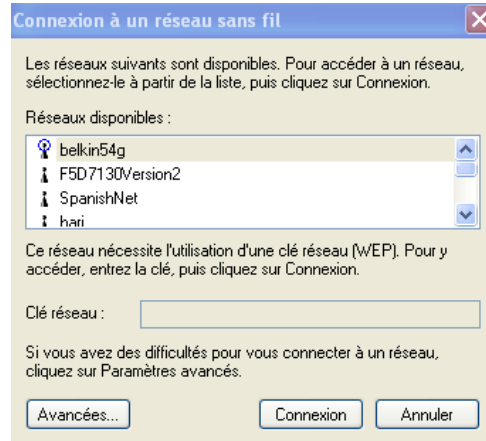 Connexion à un réseau sans fil
Les réseaux suivants sont disponibles. Pour accéder à un réseau,
sélectionnez-le à partir de la liste, puis cliquez sur Connexion.
Réseaux disponibles :
belkin54g
F5D7130Version2
SpanishNet
hari
Ce réseau nécessite l'utilisation d'une clé réseau (WEP). Pour y
accéder, entrez la clé, puis cliquez sur Connexion.
Clé réseau :
Si vous avez des difficultés pour vous connecter à un réseau,
cliquez sur Paramètres avancés.
Avancées... Connexion Annuler